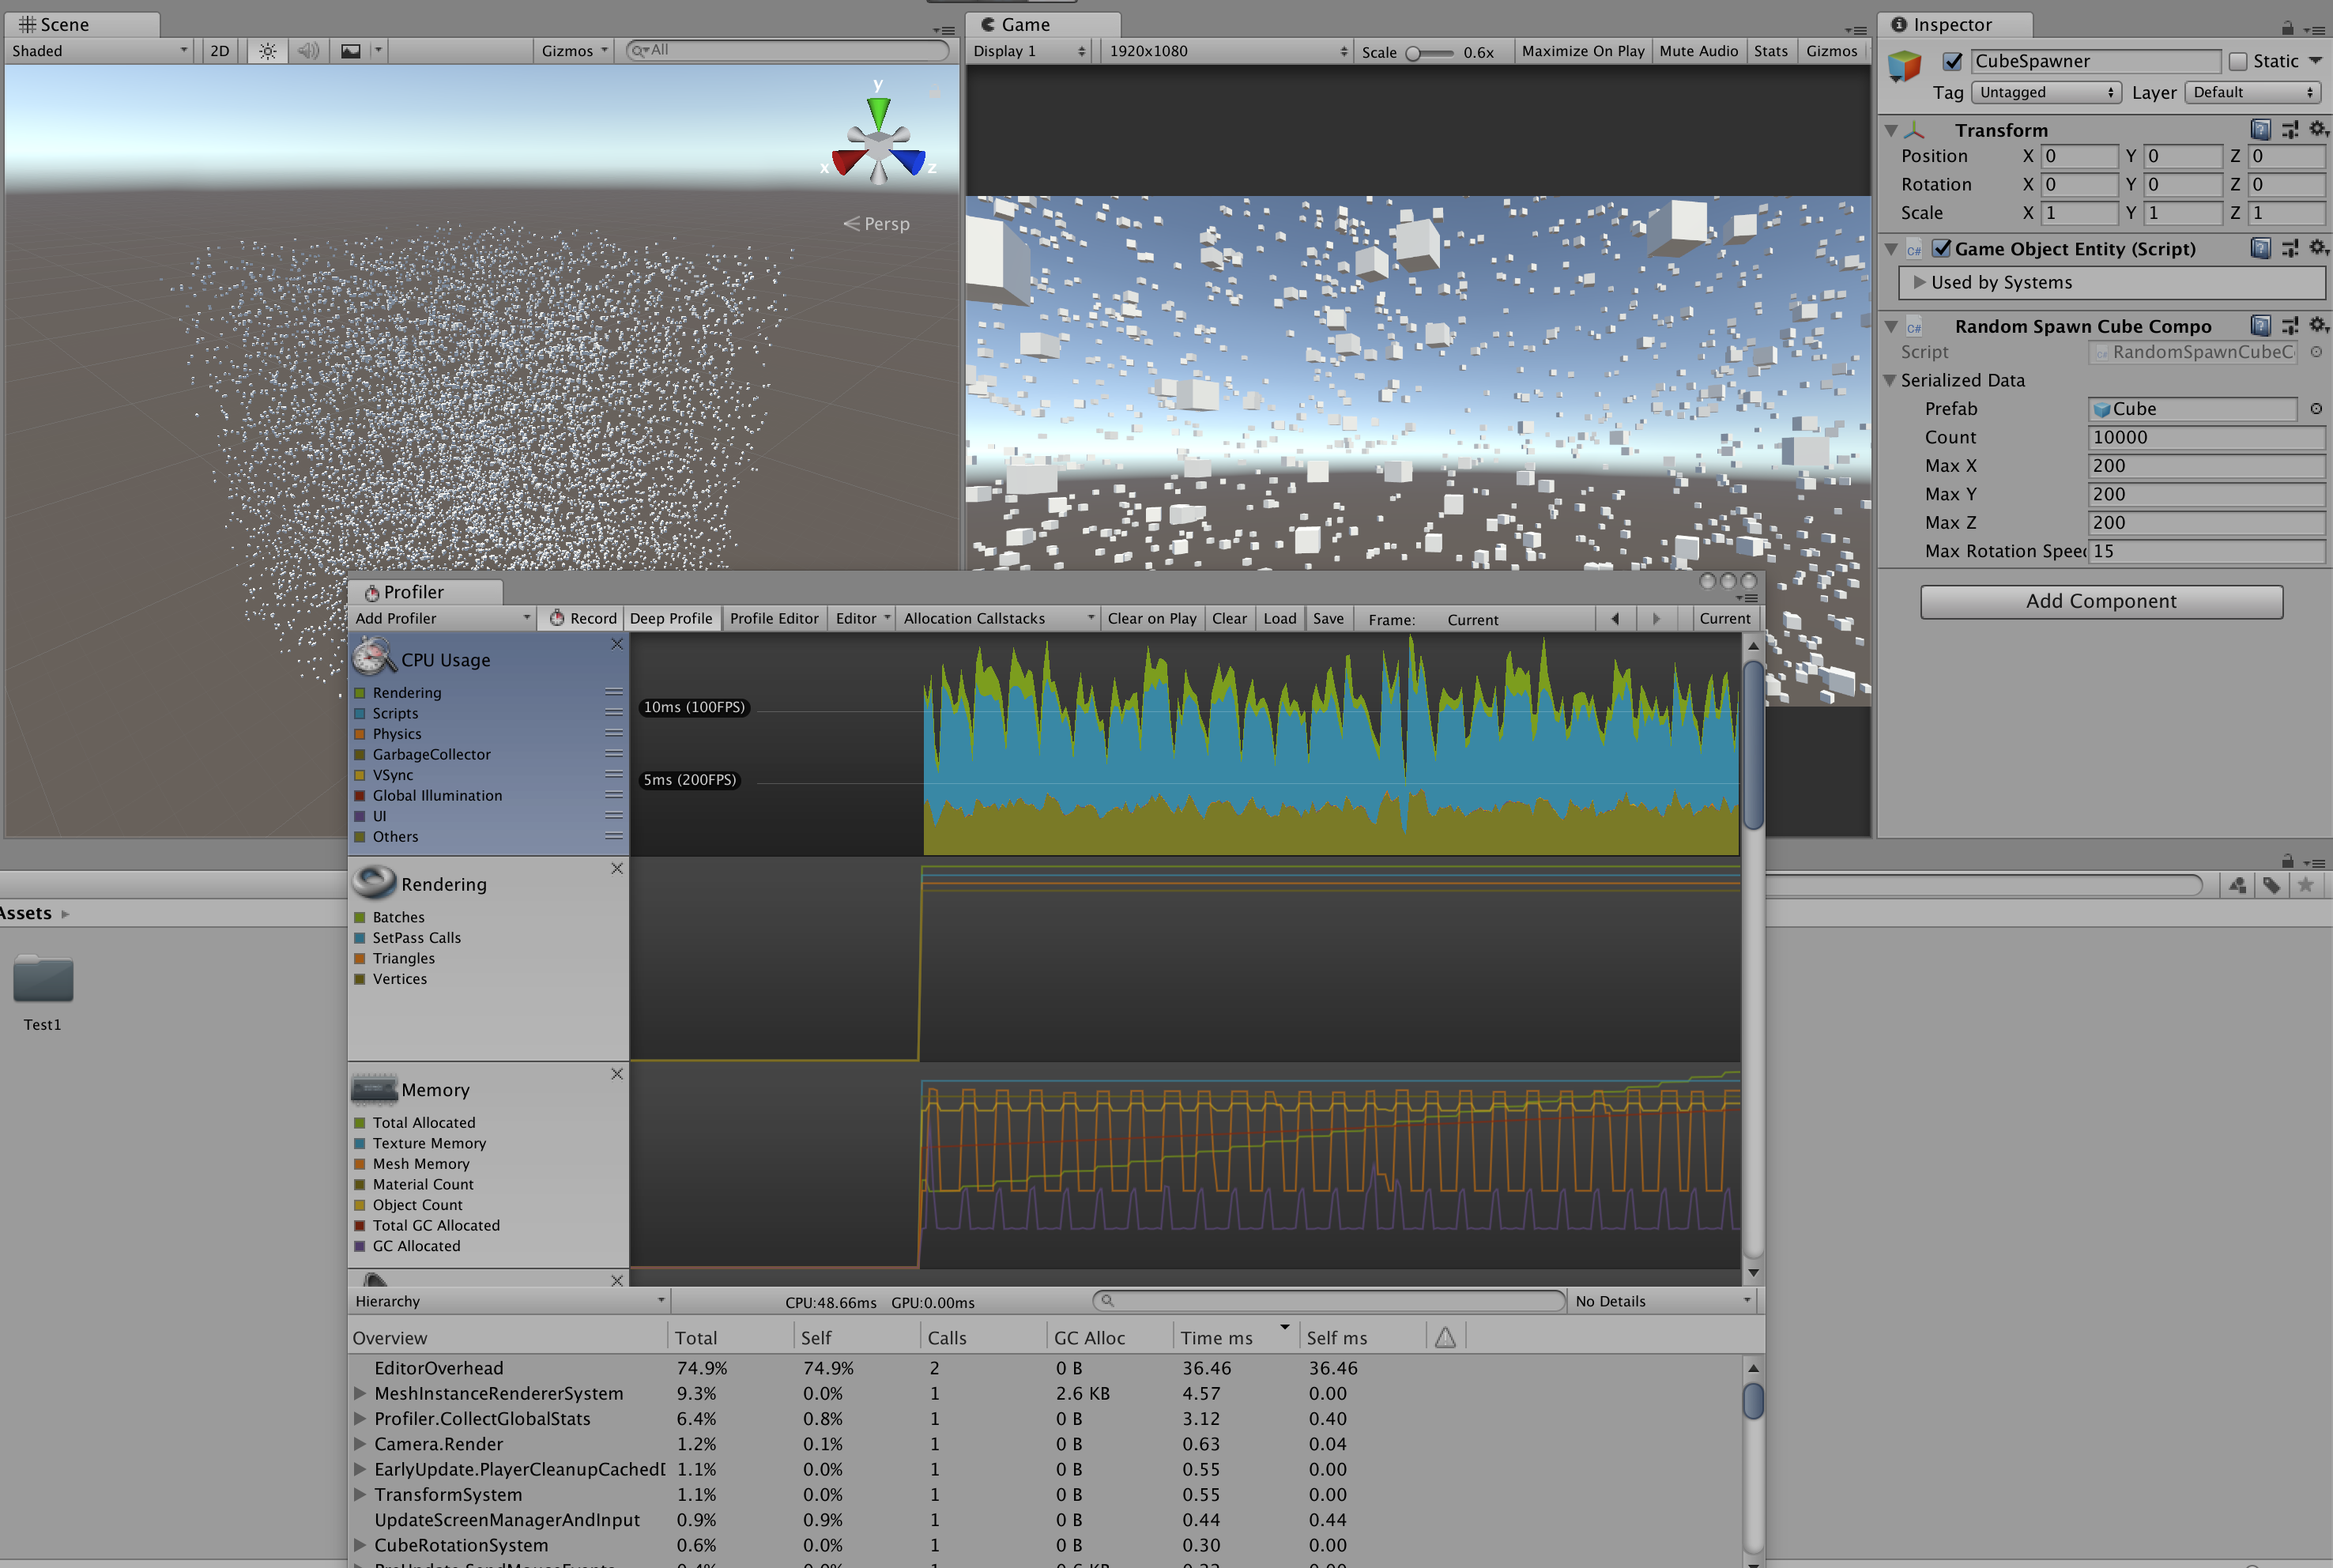 Scene
Shaded 2D Gizmos All
y
x z
Persp
Game
Display 1 1920x1080 Scale 0.6x Maximize On Play Mute Audio Stats Gizmos
Inspector
CubeSpawner Static
Tag Untagged Layer Default
Transform
Position X 0 Y 0 Z 0
Rotation X 0 Y 0 Z 0
Scale X 1 Y 1 Z 1
C# Game Object Entity (Script)
Used by Systems
C# Random Spawn Cube Compo
Script RandomSpawnCubeC
Serialized Data
Prefab Cube
Count 10000
Max X 200
Max Y 200
Max Z 200
Max Rotation Speed 15
Add Component
Assets
Test1
Profiler
Add Profiler Record Deep Profile Profile Editor Editor Allocation Callstacks Clear on Play Clear Load Save Frame: Current Current
CPU Usage
Rendering
Scripts
Physics
GarbageCollector
VSync
Global Illumination
UI
Others
10ms (100FPS)
5ms (200FPS)
Rendering
Batches
SetPass Calls
Triangles
Vertices
Memory
Total Allocated
Texture Memory
Mesh Memory
Material Count
Object Count
Total GC Allocated
GC Allocated
Hierarchy CPU:48.66ms GPU:0.00ms No Details
Overview Total Self Calls GC Alloc Time ms Self ms
EditorOverhead 74.9% 74.9% 2 0 B 36.46 36.46
MeshInstanceRendererSystem 9.3% 0.0% 1 2.6 KB 4.57 0.00
Profiler.CollectGlobalStats 6.4% 0.8% 1 0 B 3.12 0.40
Camera.Render 1.2% 0.1% 1 0 B 0.63 0.04
EarlyUpdate.PlayerCleanupCachedD 1.1% 0.0% 1 0 B 0.55 0.00
TransformSystem 1.1% 0.0% 1 0 B 0.55 0.00
UpdateScreenManagerAndInput 0.9% 0.9% 1 0 B 0.44 0.44
CubeRotationSystem 0.6% 0.0% 1 0 B 0.30 0.00